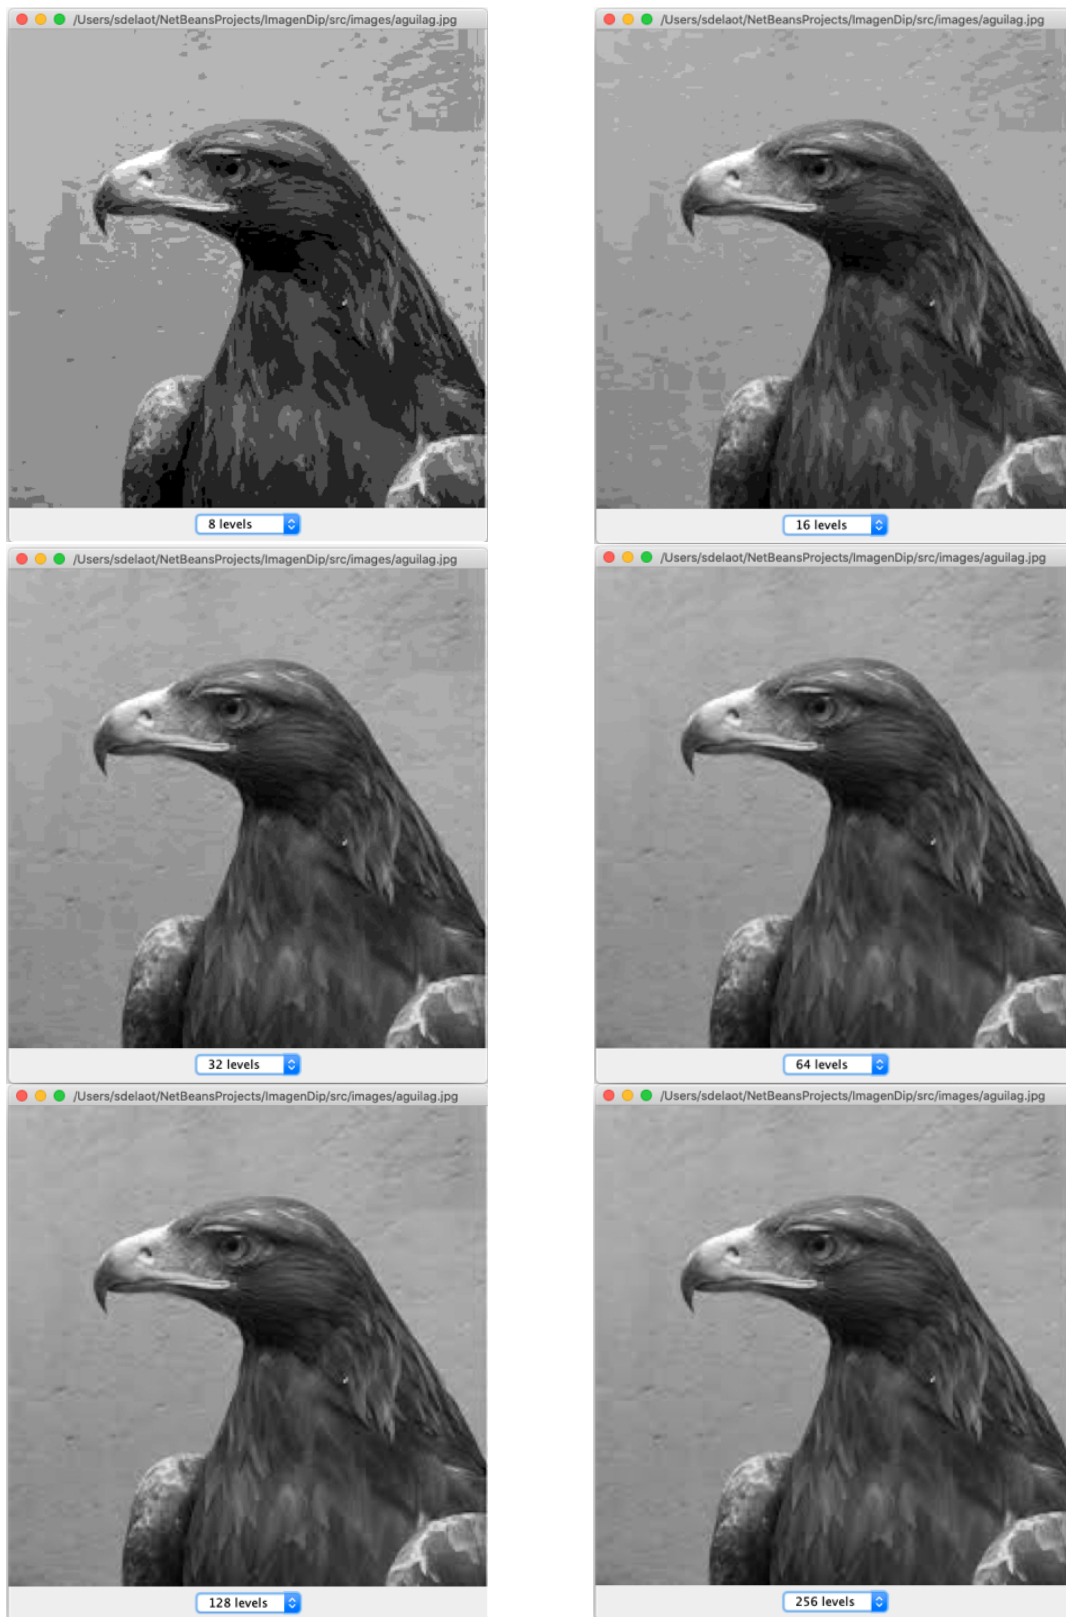 /Users/sdelaot/NetBeansProjects/ImagenDip/src/images/aguilag.jpg
/Users/sdelaot/NetBeansProjects/ImagenDip/src/images/aguilag.jpg
8 levels
16 levels
/Users/sdelaot/NetBeansProjects/ImagenDip/src/images/aguilag.jpg
/Users/sdelaot/NetBeansProjects/ImagenDip/src/images/aguilag.jpg
32 levels
64 levels
/Users/sdelaot/NetBeansProjects/ImagenDip/src/images/aguilag.jpg
/Users/sdelaot/NetBeansProjects/ImagenDip/src/images/aguilag.jpg
128 levels
256 levels